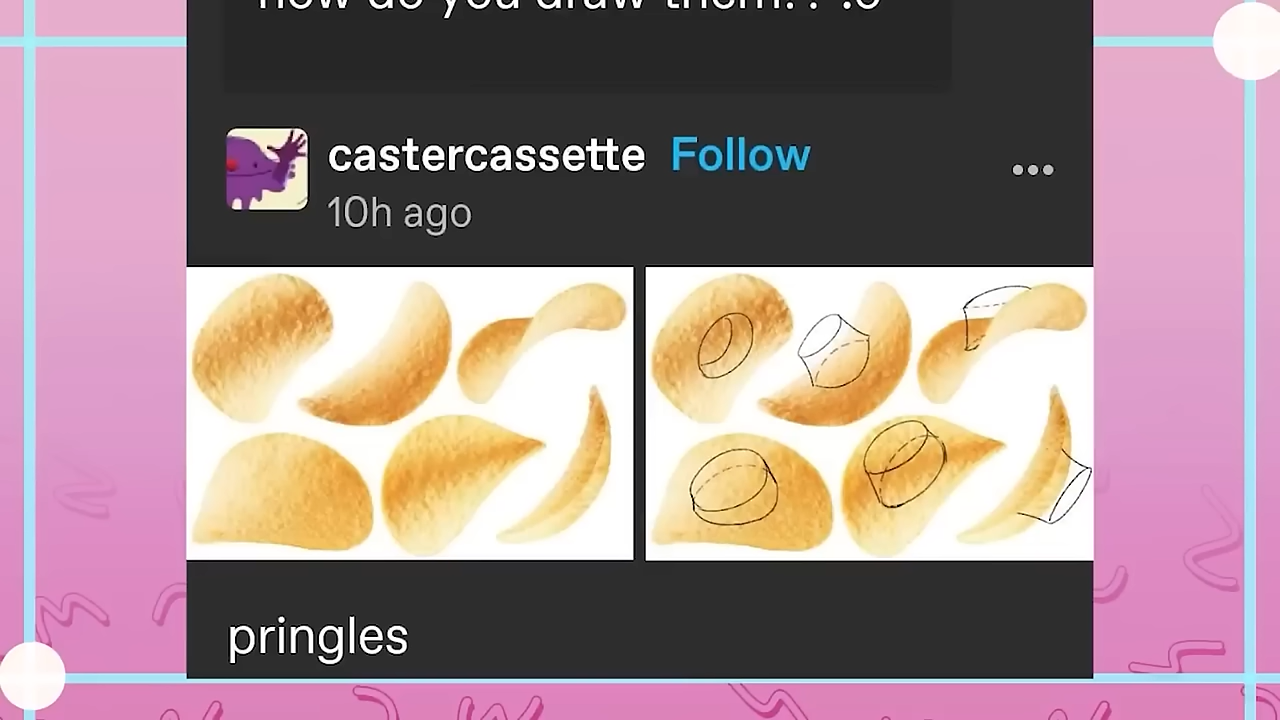 how do you draw them? ? :o
castercassette Follow
10h ago
pringles